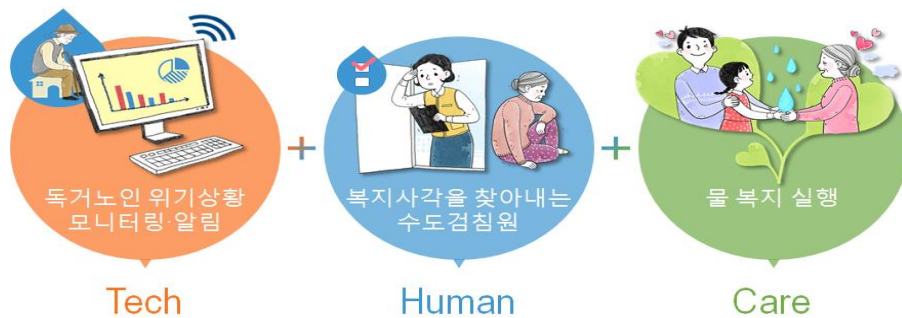 독거노인 위기상황
모니터링·알림
복지사각을 찾아내는
수도검침원
물 복지 실행
Tech
Human
Care